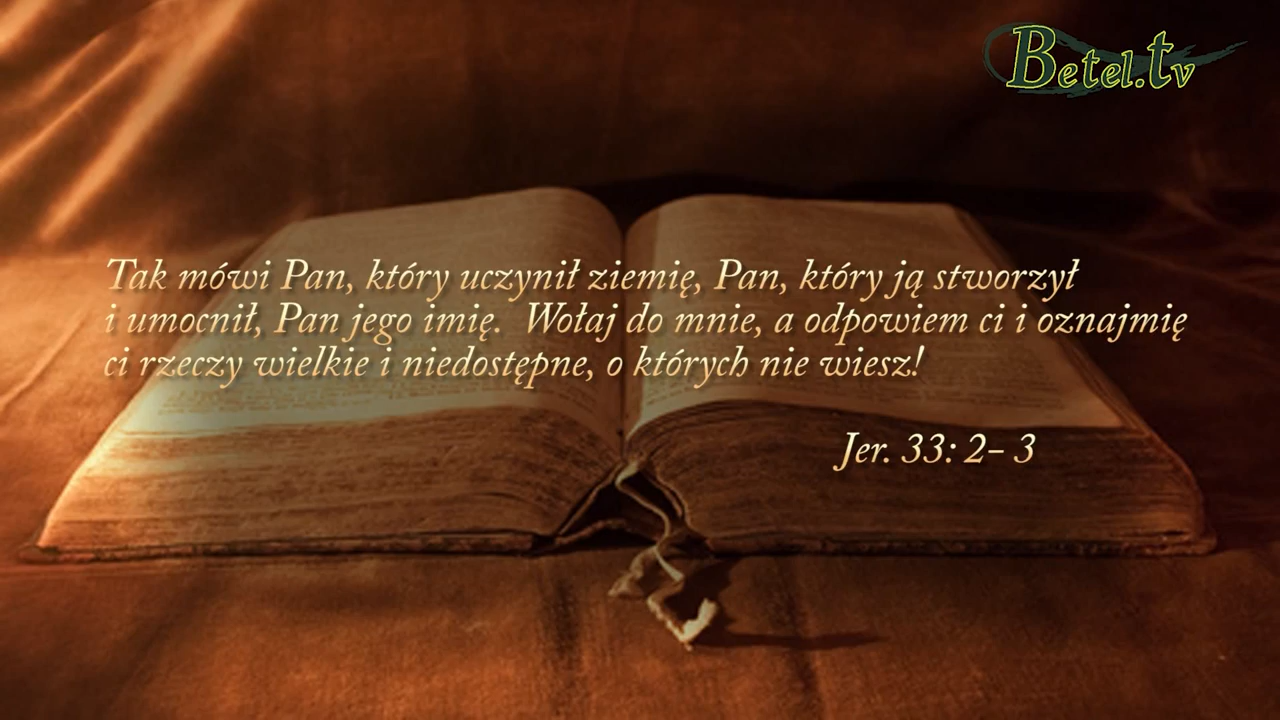 Betel.tv
Tak mówi Pan, który uczynił ziemię, Pan, który ją stworzył
i umocnił, Pan jego imię. Wołaj do mnie, a odpowiem ci i oznajmię
ci rzeczy wielkie i niedostępne, o których nie wiesz!
Jer. 33: 2- 3